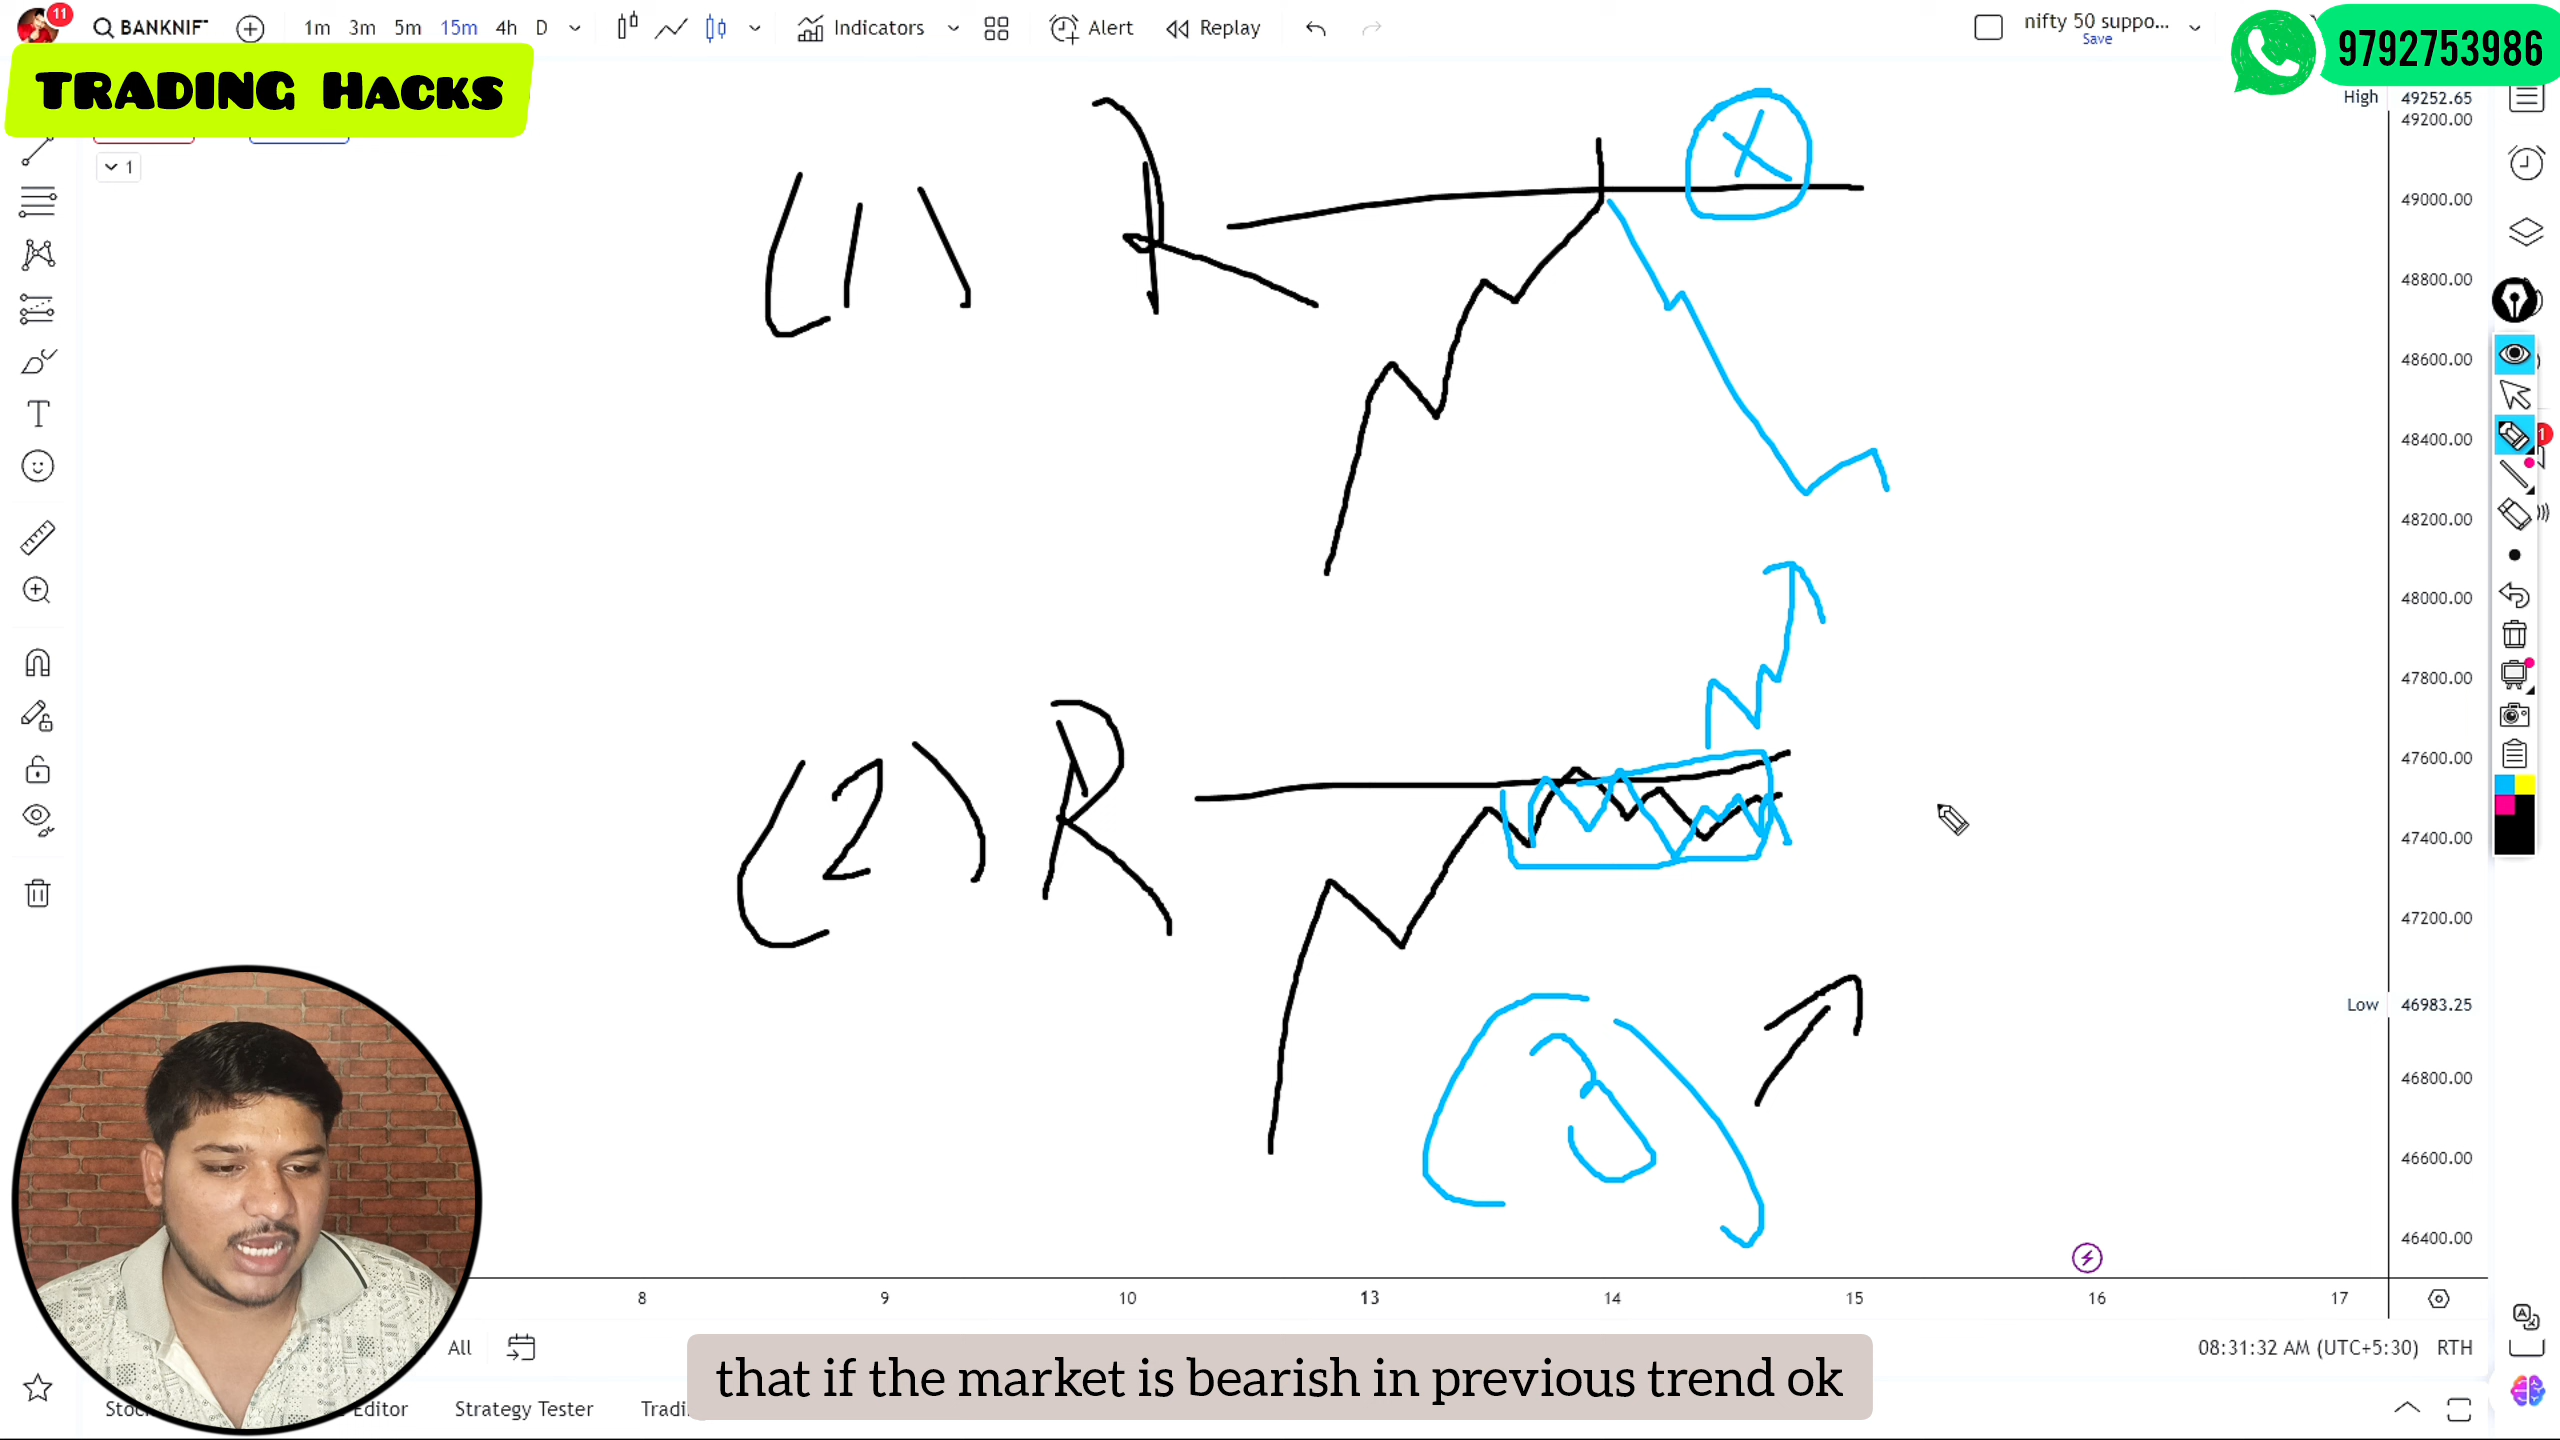 11
BANKNIF
1m 3m 5m 15m 4h D
Indicators
Alert
Replay
nifty 50 suppo...
Save
9792753986
TRADING HACKS
1
High 49252.65
49200.00
49000.00
48800.00
48600.00
48400.00
1
48200.00
48000.00
47800.00
47600.00
47400.00
47200.00
Low 46983.25
46800.00
46600.00
46400.00
(1) R
X
(2) R
(3)
8 9 10 13 14 15 16 17
All
08:31:32 AM (UTC+5:30) RTH
that if the market is bearish in previous trend ok
Editor Strategy Tester